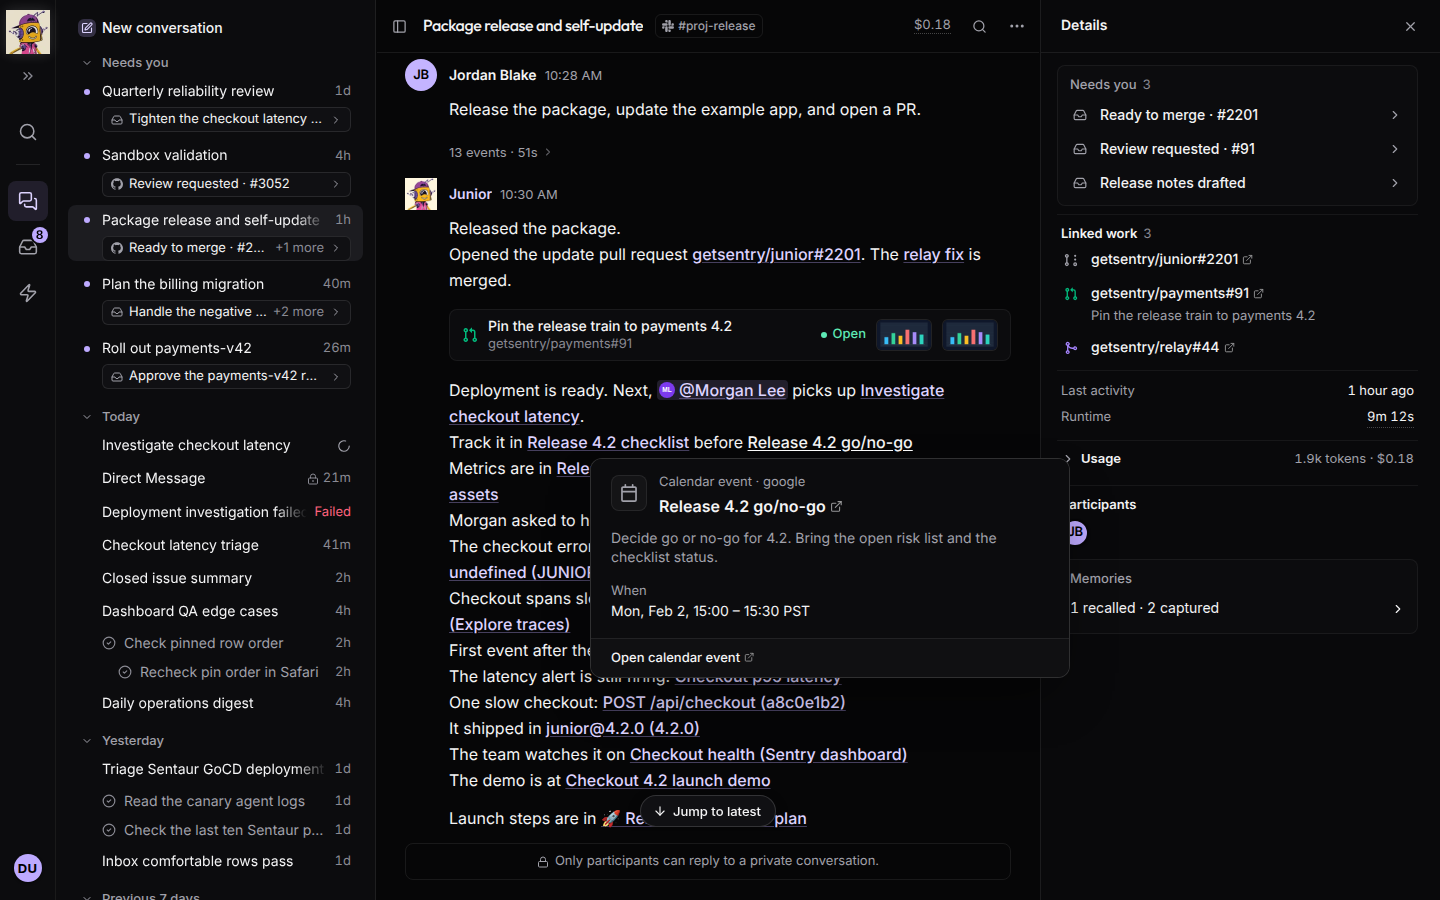 New conversation
Needs you
Quarterly reliability review 1d
Tighten the checkout latency ...
Sandbox validation 4h
Review requested · #3052
Package release and self-update 1h
Ready to merge · #2... +1 more
Plan the billing migration 40m
Handle the negative ... +2 more
Roll out payments-v42 26m
Approve the payments-v42 r...
Today
Investigate checkout latency
Direct Message 21m
Deployment investigation failed Failed
Checkout latency triage 41m
Closed issue summary 2h
Dashboard QA edge cases 4h
Check pinned row order 2h
Recheck pin order in Safari 2h
Daily operations digest 4h
Yesterday
Triage Sentaur GoCD deployment 1d
Read the canary agent logs 1d
Check the last ten Sentaur p... 1d
Inbox comfortable rows pass 1d
Previous 7 days
8
DU
Package release and self-update #proj-release $0.18
JB Jordan Blake 10:28 AM
Release the package, update the example app, and open a PR.
13 events · 51s
Junior 10:30 AM
Released the package.
Opened the update pull request getsentry/junior#2201. The relay fix is
merged.
Pin the release train to payments 4.2
getsentry/payments#91
Open
Deployment is ready. Next, ML @Morgan Lee picks up Investigate
checkout latency.
Track it in Release 4.2 checklist before Release 4.2 go/no-go
Metrics are in Rele
assets
Morgan asked to h
The checkout error
undefined (JUNIOR
Checkout spans slo
(Explore traces)
First event after the
The latency alert is still firing: Checkout p95 latency
One slow checkout: POST /api/checkout (a8c0e1b2)
It shipped in junior@4.2.0 (4.2.0)
The team watches it on Checkout health (Sentry dashboard)
The demo is at Checkout 4.2 launch demo
Launch steps are in 🚀 Re plan
Jump to latest
Only participants can reply to a private conversation.
Calendar event · google
Release 4.2 go/no-go
Decide go or no-go for 4.2. Bring the open risk list and the
checklist status.
When
Mon, Feb 2, 15:00 – 15:30 PST
Open calendar event
Details
Needs you 3
Ready to merge · #2201
Review requested · #91
Release notes drafted
Linked work 3
getsentry/junior#2201
getsentry/payments#91
Pin the release train to payments 4.2
getsentry/relay#44
Last activity 1 hour ago
Runtime 9m 12s
Usage 1.9k tokens · $0.18
articipants
JB
Memories
1 recalled · 2 captured